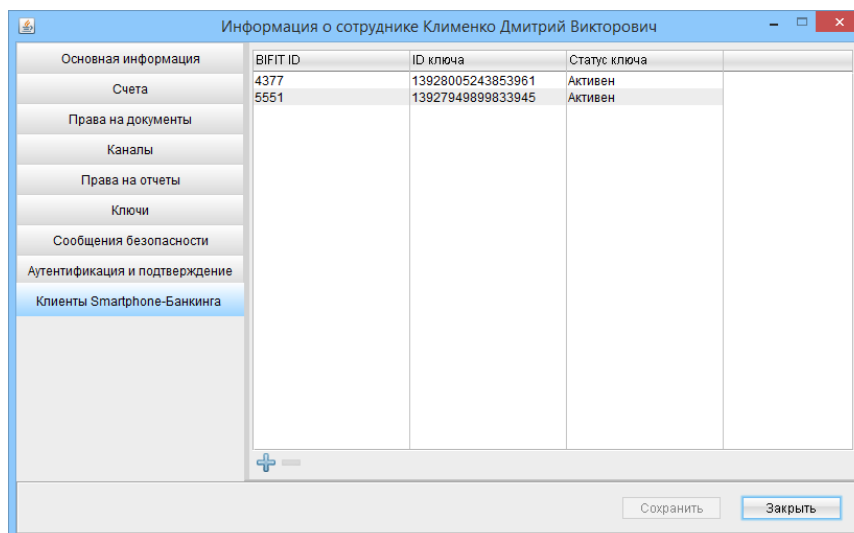 Информация о сотруднике Клименко Дмитрий Викторович
Основная информация
Счета
Права на документы
Каналы
Права на отчеты
Ключи
Сообщения безопасности
Аутентификация и подтверждение
Клиенты Smartphone-Банкинга
BIFIT ID ID ключа Статус ключа
4377 13928005243853961 Активен
5551 13927949899833945 Активен
Сохранить Закрыть